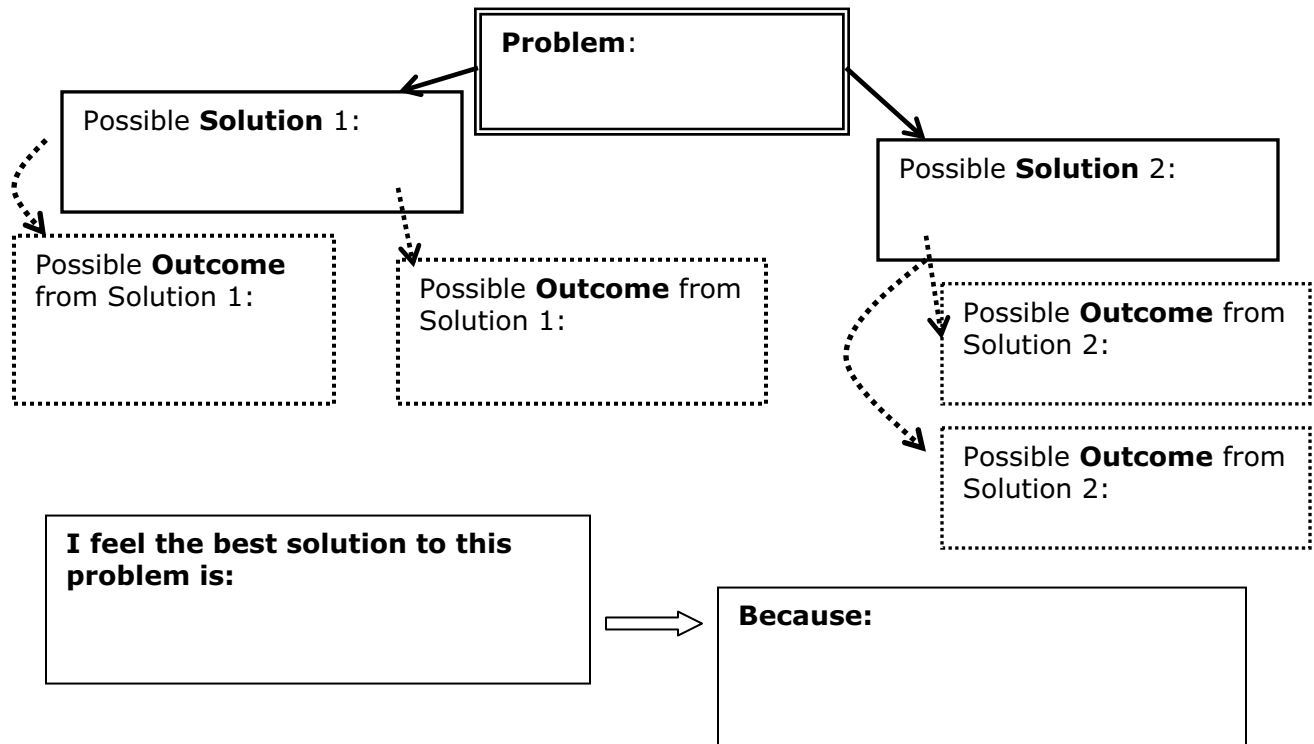 Problem:
Possible Solution 1:
Possible Solution 2:
Possible Outcome
from Solution 1:
Possible Outcome from
Solution 1:
Possible Outcome from
Solution 2:
Possible Outcome from
Solution 2:
I feel the best solution to this
problem is:
Because: